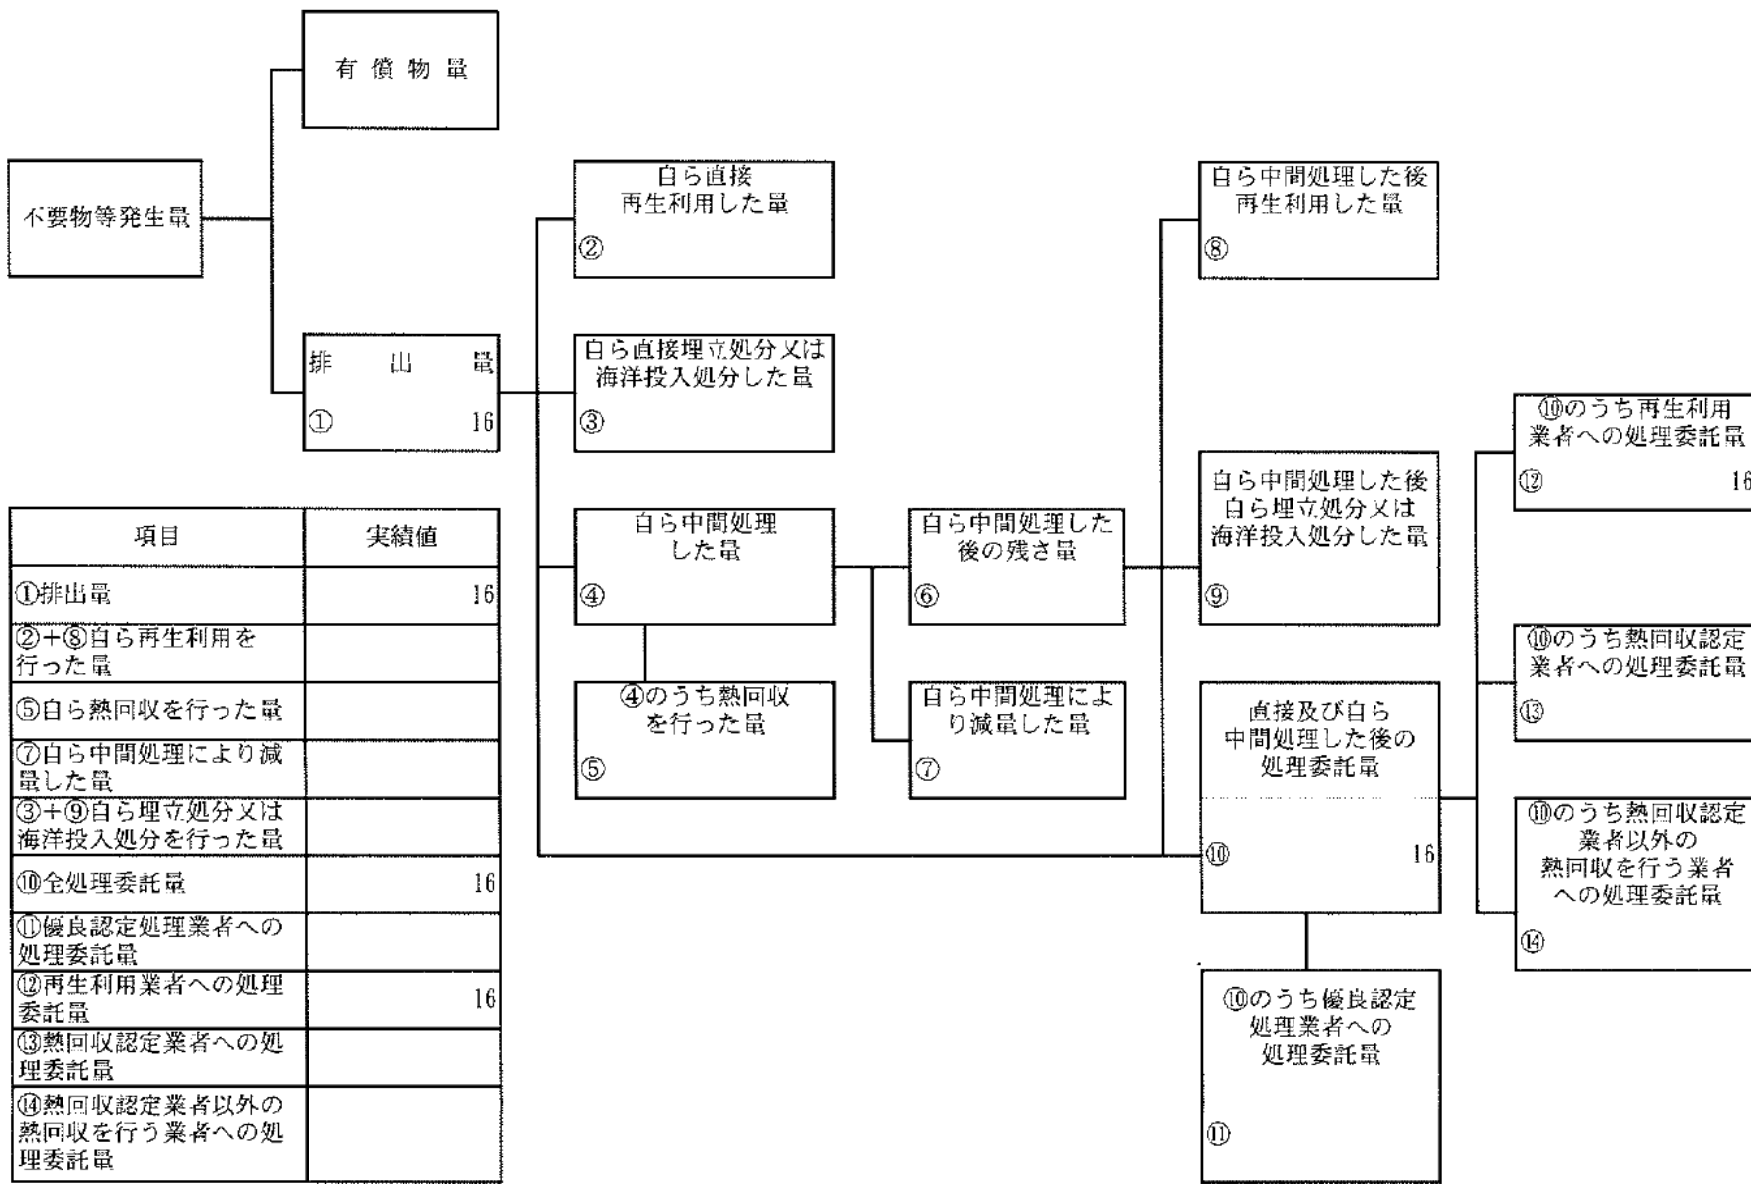 有償物量
不要物等発生量
排出量
① 16
自ら直接
再生利用した量
②
自ら直接埋立処分又は
海洋投入処分した量
③
自ら中間処理
した量
④
④のうち熱回収
を行った量
⑤
自ら中間処理した
後の残さ量
⑥
自ら中間処理によ
り減量した量
⑦
自ら中間処理した後
再生利用した量
⑧
自ら中間処理した後
自ら埋立処分又は
海洋投入処分した量
⑨
直接及び自ら
中間処理した後の
処理委託量
⑩ 16
⑩のうち優良認定
処理業者への
処理委託量
⑪
⑩のうち再生利用
業者への処理委託量
⑫ 16
⑩のうち熱回収認定
業者への処理委託量
⑬
⑩のうち熱回収認定
業者以外の
熱回収を行う業者
への処理委託量
⑭
項目 実績値
①排出量 16
②+⑧自ら再生利用を
行った量
⑤自ら熱回収を行った量
⑦自ら中間処理により減
量した量
③+⑨自ら埋立処分又は
海洋投入処分を行った量
⑩全処理委託量 16
⑪優良認定処理業者への
処理委託量
⑫再生利用業者への処理
委託量 16
⑬熱回収認定業者への処
理委託量
⑭熱回収認定業者以外の
熱回収を行う業者への処
理委託量